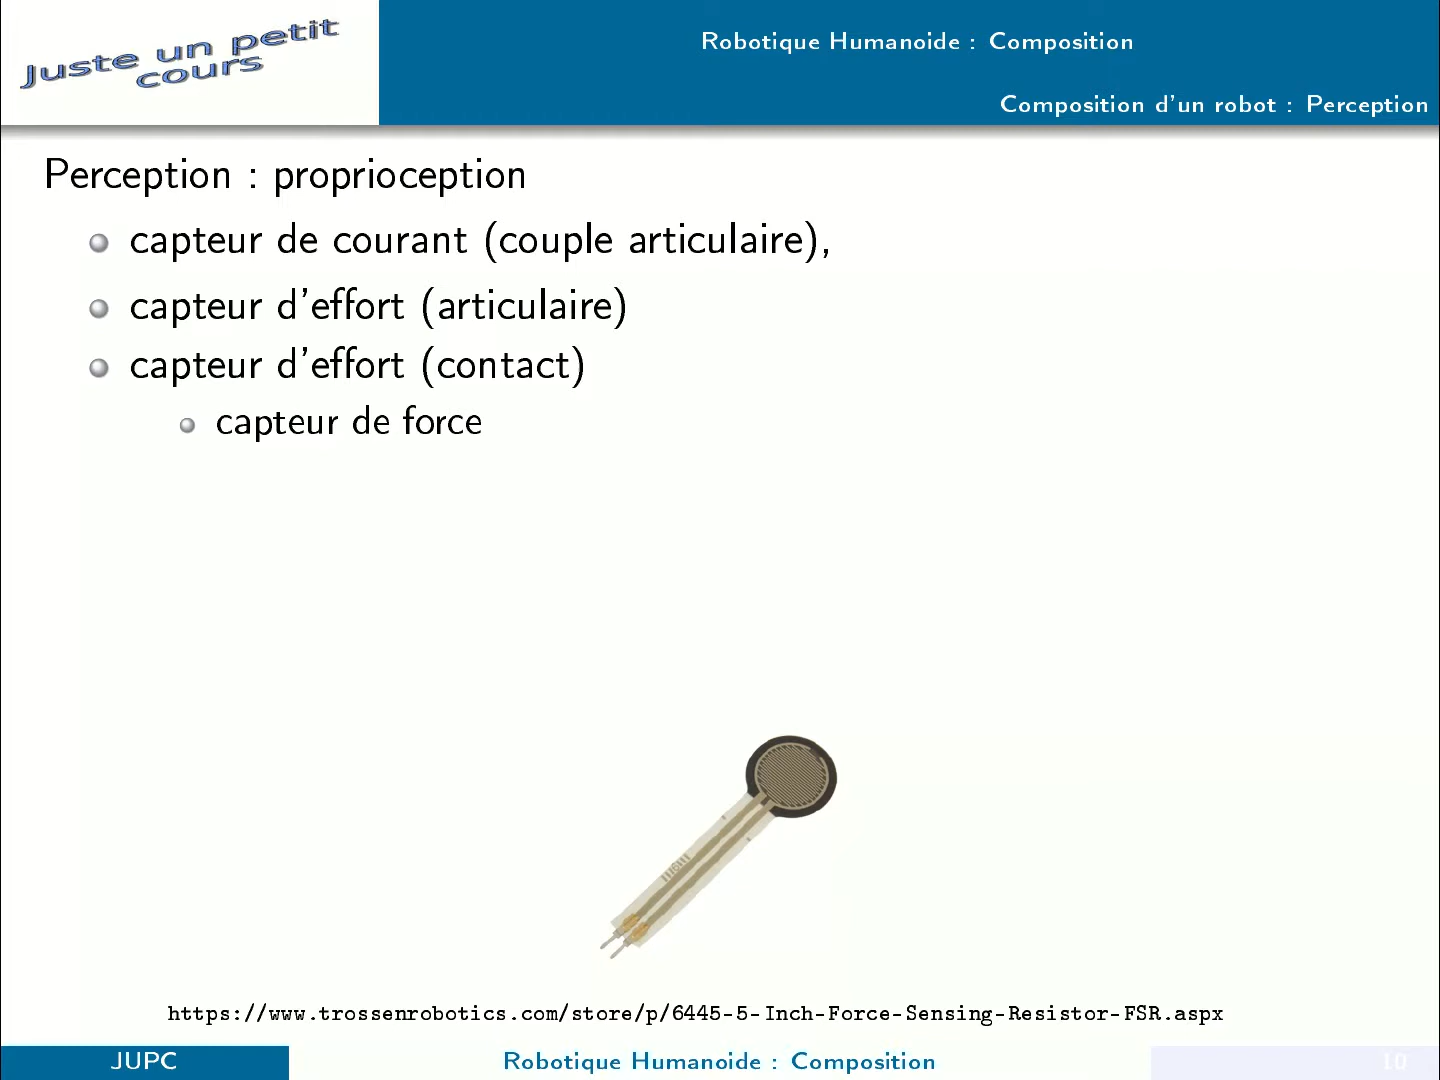 Juste un petit
cours
Robotique Humanoide : Composition
Composition d'un robot : Perception
Perception : proprioception
capteur de courant (couple articulaire),
capteur d'effort (articulaire)
capteur d'effort (contact)
capteur de force
https://www.trossenrobotics.com/store/p/6445-5-Inch-Force-Sensing-Resistor-FSR.aspx
JUPC
Robotique Humanoide : Composition
10